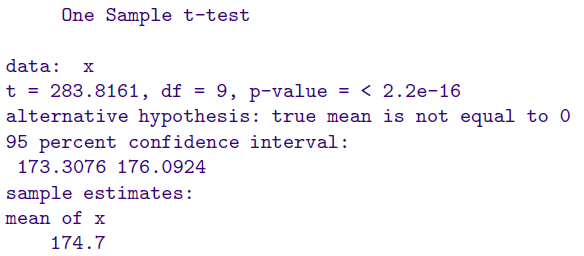 One Sample t-test
data: x
t = 283.8161, df = 9, p-value = < 2.2e-16
alternative hypothesis: true mean is not equal to 0
95 percent confidence interval:
173.3076 176.0924
sample estimates:
mean of x
174.7